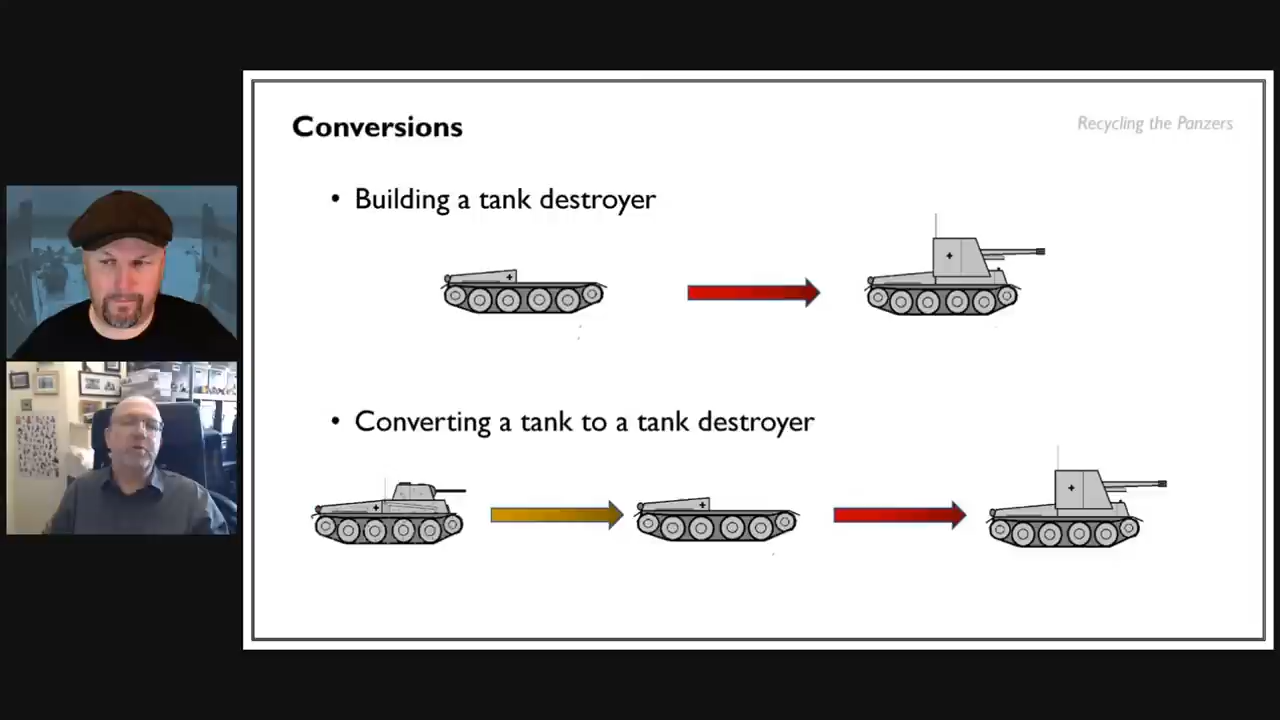 Conversions
Recycling the Panzers
• Building a tank destroyer
• Converting a tank to a tank destroyer